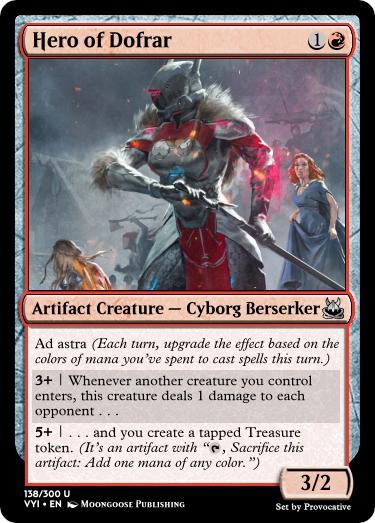 Hero of Dofrar 1
Artifact Creature — Cyborg Berserker
Ad astra (Each turn, upgrade the effect based on the
colors of mana you've spent to cast spells this turn.)
3+ | Whenever another creature you control
enters, this creature deals 1 damage to each
opponent . . .
5+ | . . . and you create a tapped Treasure
token. (It's an artifact with “, Sacrifice this
artifact: Add one mana of any color.”)
3/2
138/300 U
VYI • EN Moongoose Publishing
Set by Provocative